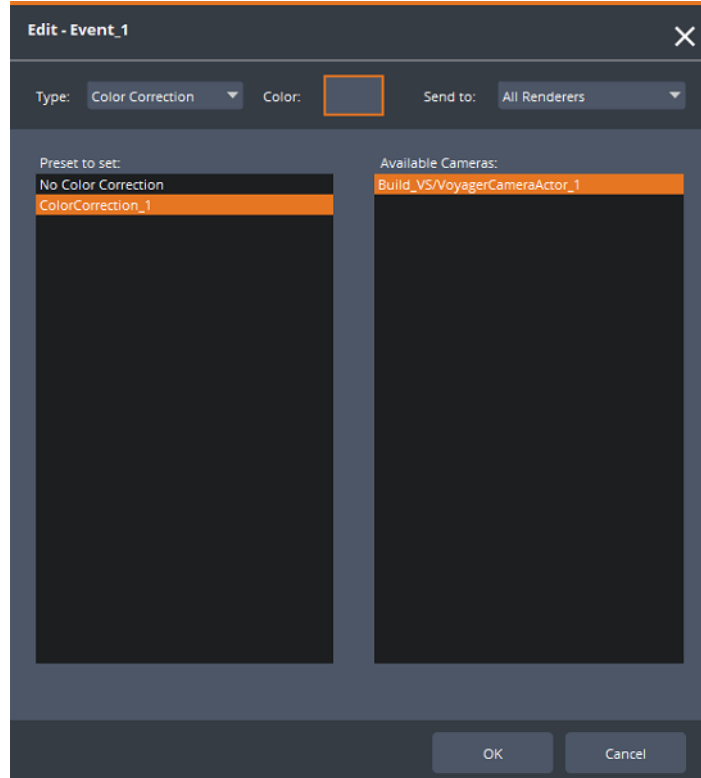 Edit - Event_1
Type: Color Correction Color: Send to: All Renderers
Preset to set: Available Cameras:
No Color Correction Build_VS/VoyagerCameraActor_1
ColorCorrection_1
OK Cancel